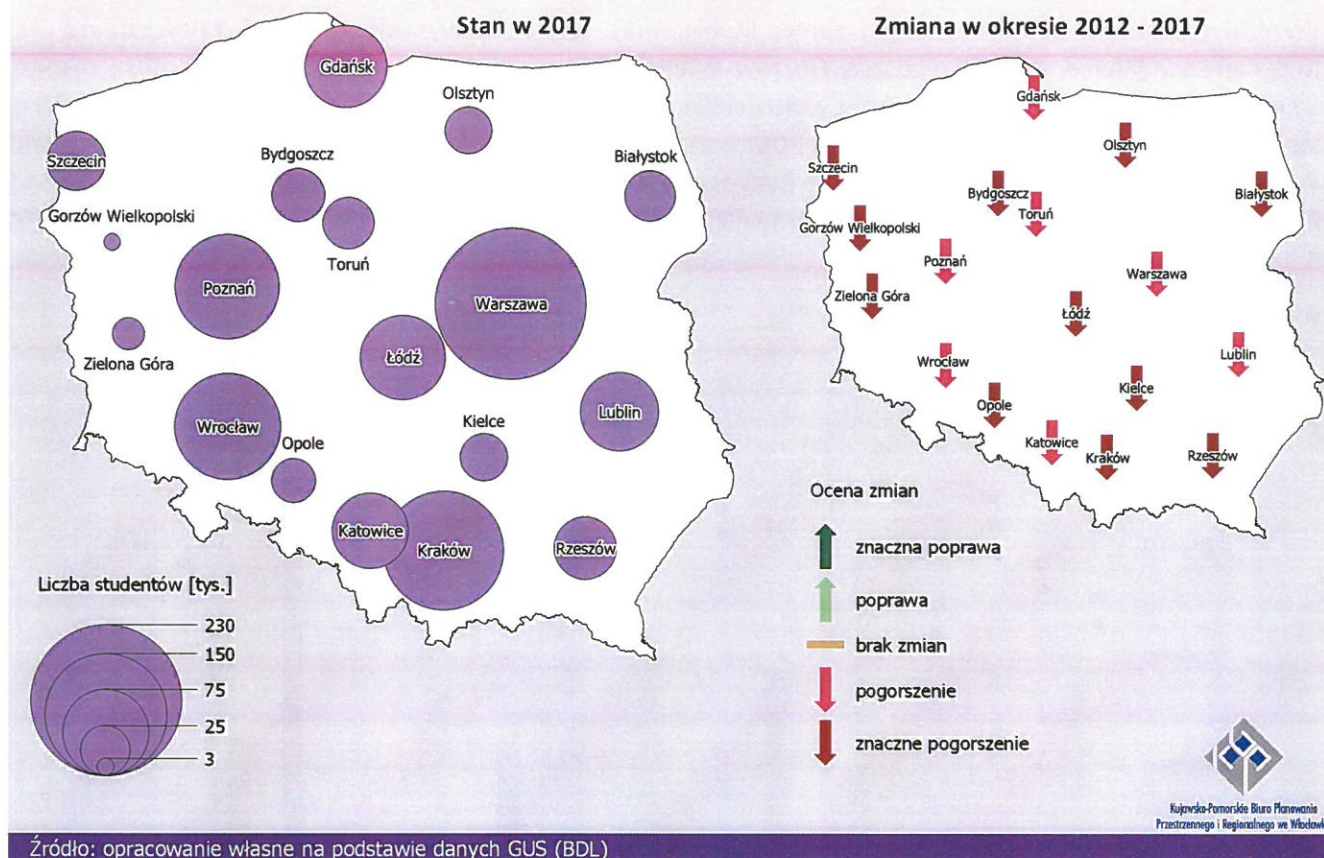 Stan w 2017
Zmiana w okresie 2012 - 2017
Gdańsk
Olsztyn
Szczecin
Bydgoszcz
Białystok
Gorzów Wielkopolski
Toruń
Poznań
Warszawa
Zielona Góra
Łódź
Wrocław
Lublin
Kielce
Opole
Katowice
Kraków
Rzeszów
Liczba studentów [tys.]
230
150
75
25
3
Gdańsk
Olsztyn
Szczecin
Bydgoszcz
Białystok
Toruń
Gorzów Wielkopolski
Poznań
Warszawa
Zielona Góra
Łódź
Lublin
Wrocław
Kielce
Opole
Katowice
Kraków
Rzeszów
Ocena zmian
znaczna poprawa
poprawa
brak zmian
pogorszenie
znaczne pogorszenie
Kujawsko-Pomorskie Biuro Planowania
Przestrzennego i Regionalnego we Włocławk
Źródło: opracowanie własne na podstawie danych GUS (BDL)